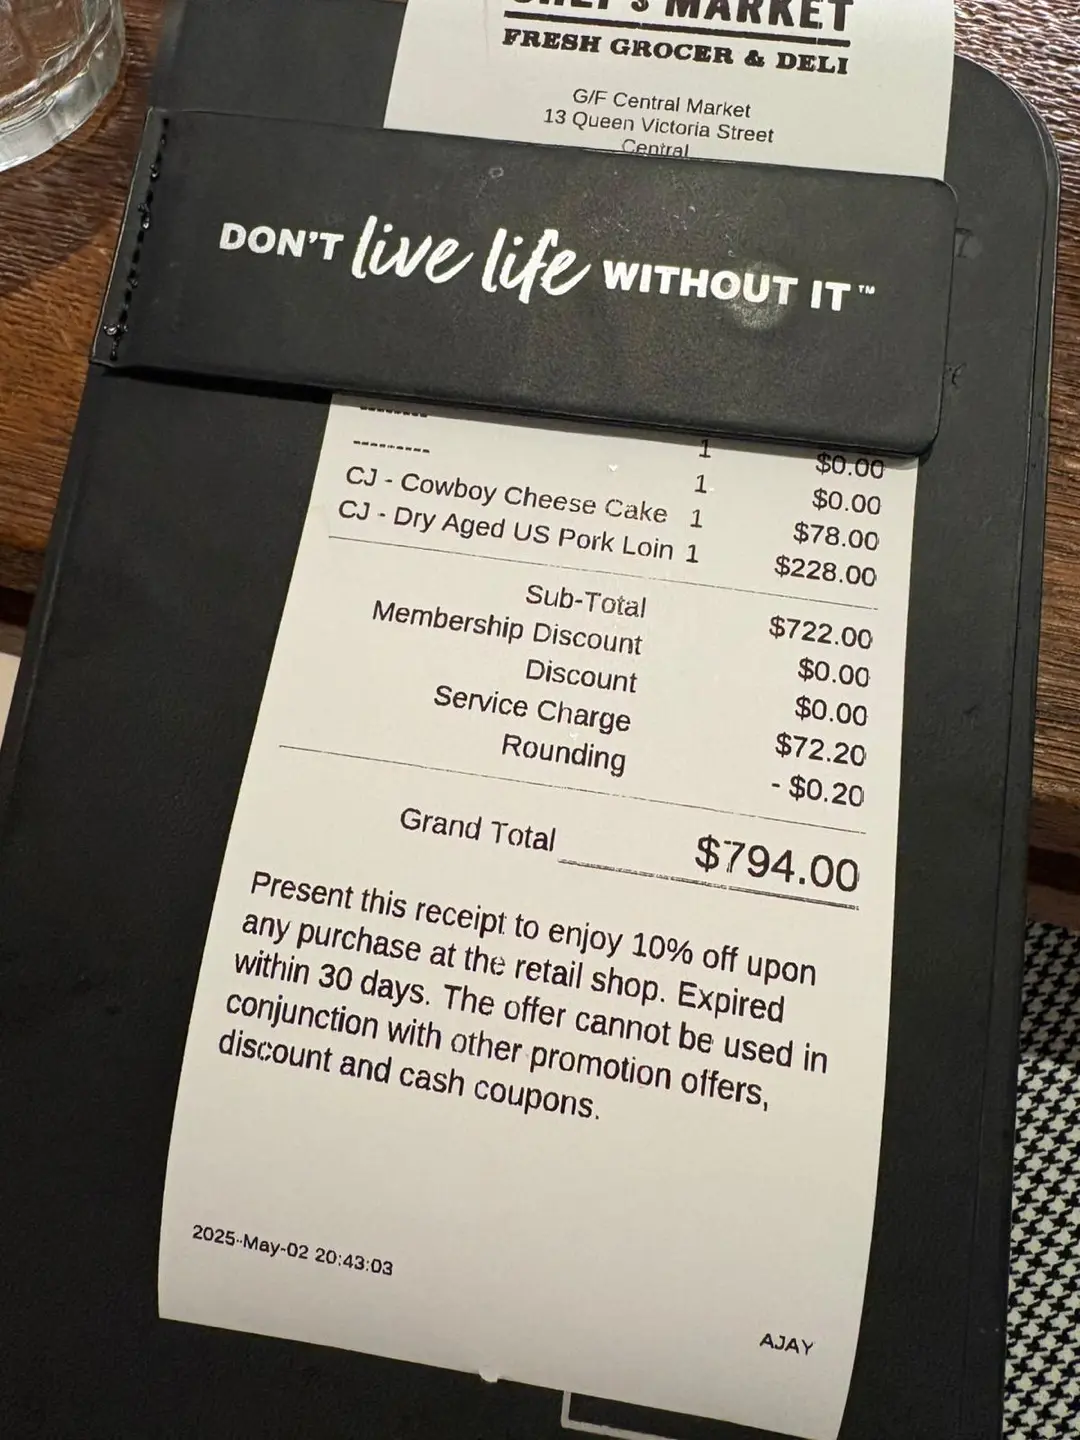 CHEF'S MARKET
FRESH GROCER & DELI
G/F Central Market
13 Queen Victoria Street
Central
DON'T live life WITHOUT IT™
--------- 1 $0.00
--------- 1 $0.00
CJ - Cowboy Cheese Cake 1 $78.00
CJ - Dry Aged US Pork Loin 1 $228.00
Sub-Total $722.00
Membership Discount $0.00
Discount $0.00
Service Charge $72.20
Rounding - $0.20
Grand Total $794.00
Present this receipt to enjoy 10% off upon
any purchase at the retail shop. Expired
within 30 days. The offer cannot be used in
conjunction with other promotion offers,
discount and cash coupons.
2025-May-02 20:43:03
AJAY